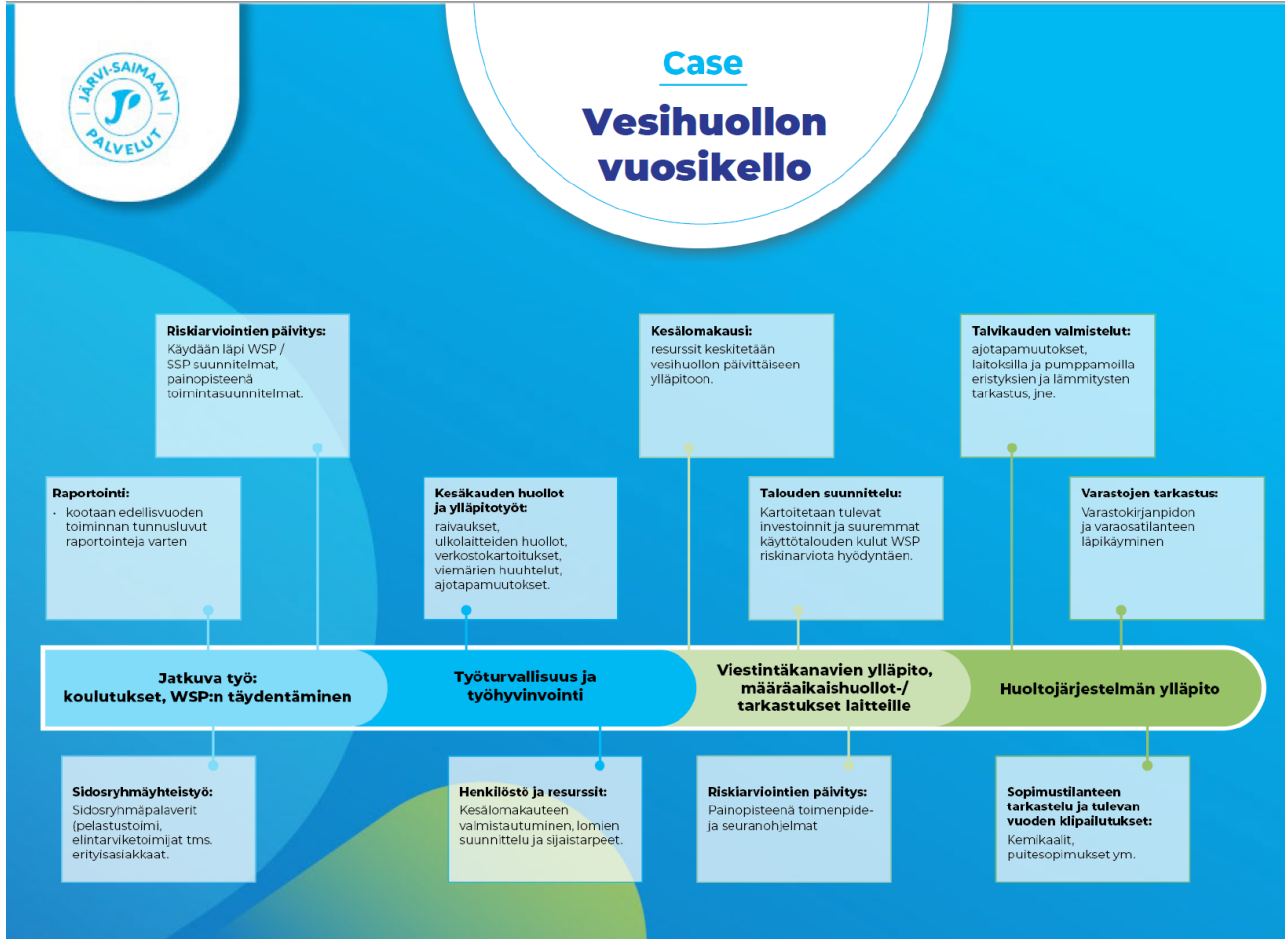 JÄRVI-SAIMAAN
PALVELUT
Case
Vesihuollon
vuosikello
Riskiarviointien päivitys:
Käydään läpi WSP /
SSP suunnitelmat,
painopisteenä
toimintasuunnitelmat.
Kesälomakausi:
resurssit keskitetään
vesihuollon päivittäiseen
ylläpitoon.
Talvikauden valmistelut:
ajotapamuutokset,
laitoksilla ja pumppamoilla
eristyksien ja lämmitysten
tarkastus, jne.
Raportointi:
• kootaan edellisvuoden
toiminnan tunnusluvut
raportointeja varten
Kesäkauden huollot
ja ylläpitotyöt:
raivaukset,
ulkolaitteiden huollot,
verkostokartoitukset,
viemärien huuhtelut,
ajotapamuutokset.
Talouden suunnittelu:
Kartoitetaan tulevat
investoinnit ja suuremmat
käyttötalouden kulut WSP
riskinarviota hyödyntäen.
Varastojen tarkastus:
Varastokirjanpidon
ja varaosatilanteen
läpikäyminen
Jatkuva työ:
koulutukset, WSP:n täydentäminen
Työturvallisuus ja
työhyvinvointi
Viestintäkanavien ylläpito,
määräaikaishuollot-/
tarkastukset laitteille
Huoltojärjestelmän ylläpito
Sidosryhmäyhteistyö:
Sidosryhmäpalaverit
(pelastustoimi,
elintarviketoimijat tms.
erityisasiakkaat.
Henkilöstö ja resurssit:
Kesälomakauteen
valmistautuminen, lomien
suunnittelu ja sijaistarpeet.
Riskiarviointien päivitys:
Painopisteenä toimenpide-
ja seuranohjelmat
Sopimustilanteen
tarkastelu ja tulevan
vuoden klipailutukset:
Kemikaalit,
puitesopimukset ym.